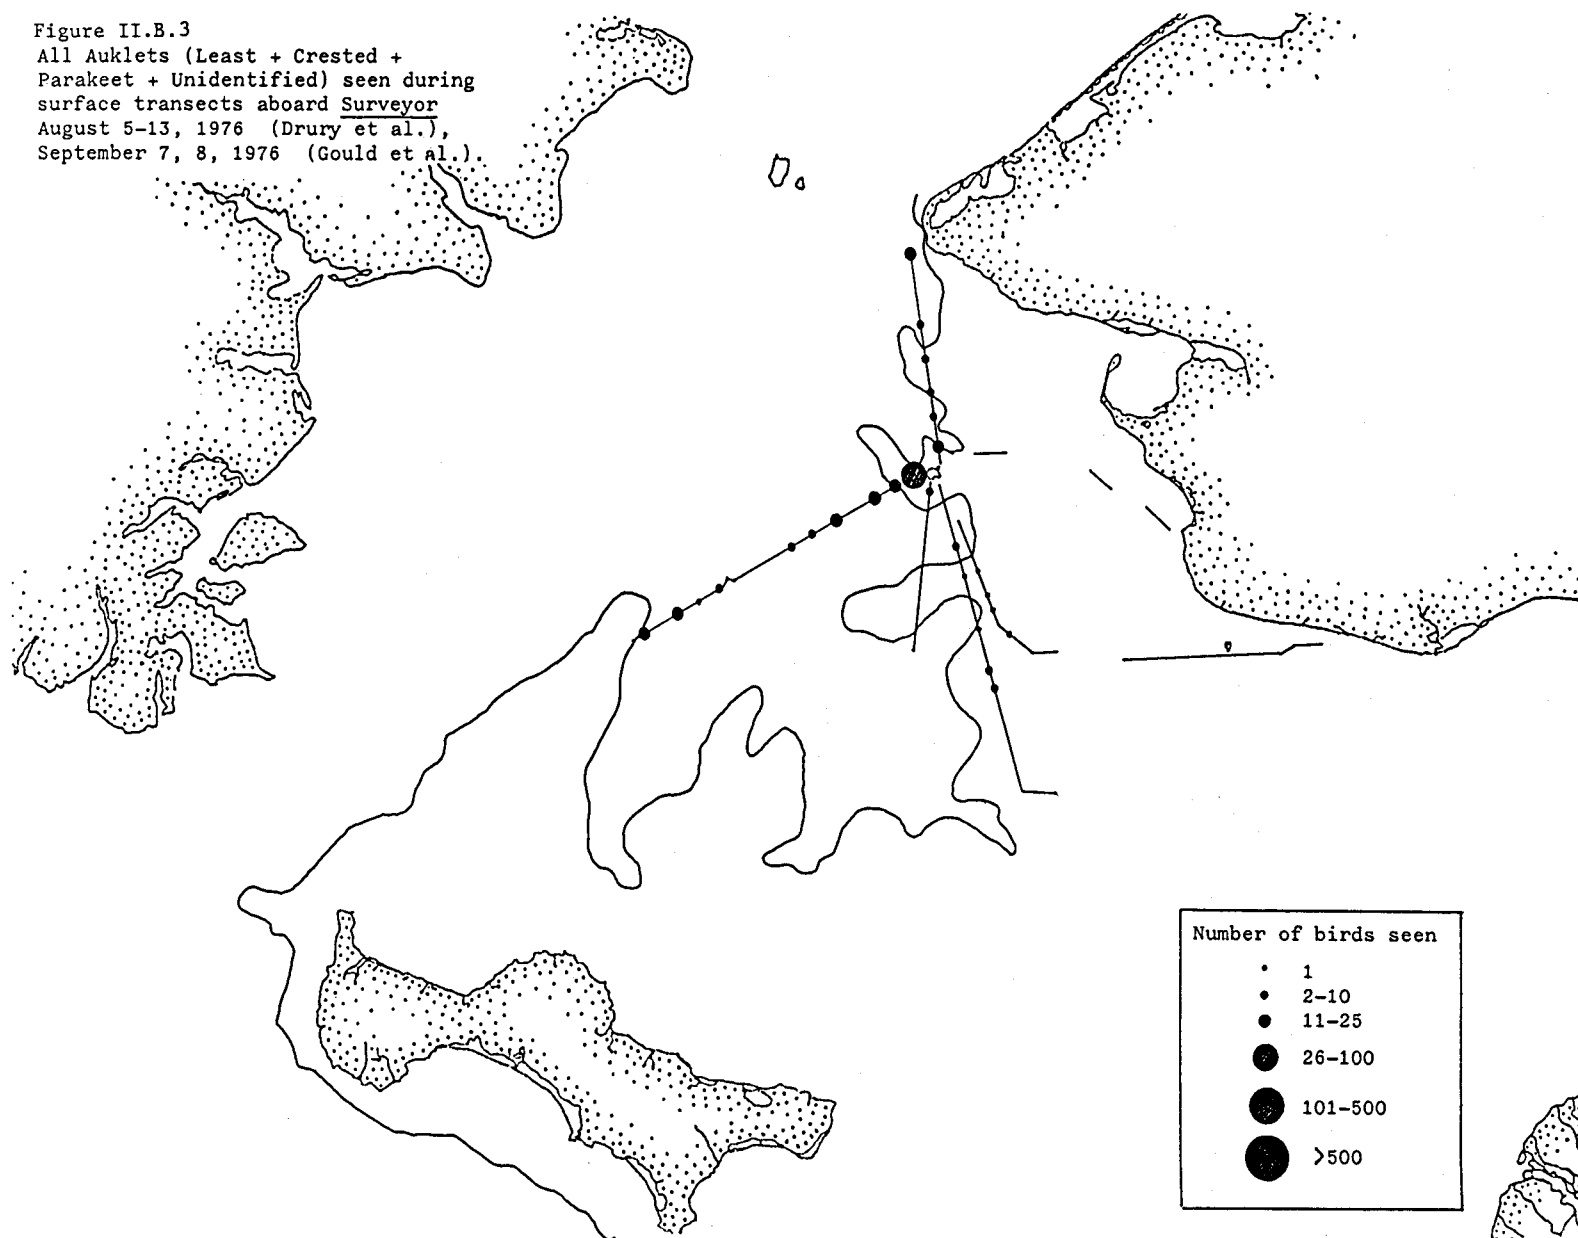 Figure II.B.3
All Auklets (Least + Crested +
Parakeet + Unidentified) seen during
surface transects aboard Surveyor
August 5-13, 1976 (Drury et al.),
September 7, 8, 1976 (Gould et al.).
Number of birds seen
1
2-10
11-25
26-100
101-500
>500